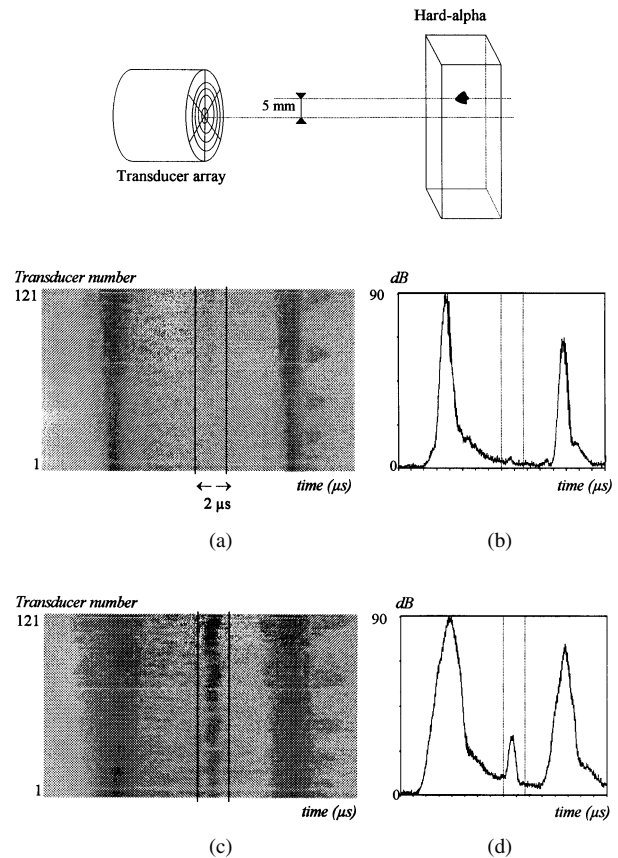 Hard-alpha
5 mm
Transducer array
Transducer number
121
1
time (μs)
2 μs
(a)
dB
90
0
time (μs)
(b)
Transducer number
121
1
time (μs)
(c)
dB
90
0
time (μs)
(d)